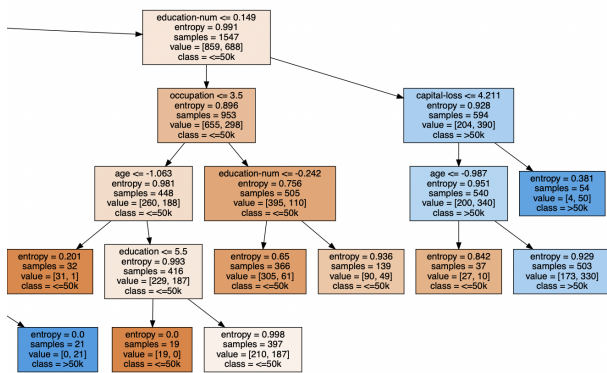 education-num <= 0.149
entropy = 0.991
samples = 1547
value = [859, 688]
class = <=50k
occupation <= 3.5
entropy = 0.896
samples = 953
value = [655, 298]
class = <=50k
capital-loss <= 4.211
entropy = 0.928
samples = 594
value = [204, 390]
class = >50k
age <= -1.063
entropy = 0.981
samples = 448
value = [260, 188]
class = <=50k
education-num <= -0.242
entropy = 0.756
samples = 505
value = [395, 110]
class = <=50k
age <= -0.987
entropy = 0.951
samples = 540
value = [200, 340]
class = >50k
entropy = 0.381
samples = 54
value = [4, 50]
class = >50k
entropy = 0.201
samples = 32
value = [31, 1]
class = <=50k
education <= 5.5
entropy = 0.993
samples = 416
value = [229, 187]
class = <=50k
entropy = 0.65
samples = 366
value = [305, 61]
class = <=50k
entropy = 0.936
samples = 139
value = [90, 49]
class = <=50k
entropy = 0.842
samples = 37
value = [27, 10]
class = <=50k
entropy = 0.929
samples = 503
value = [173, 330]
class = >50k
entropy = 0.0
samples = 21
value = [0, 21]
class = >50k
entropy = 0.0
samples = 19
value = [19, 0]
class = <=50k
entropy = 0.998
samples = 397
value = [210, 187]
class = <=50k